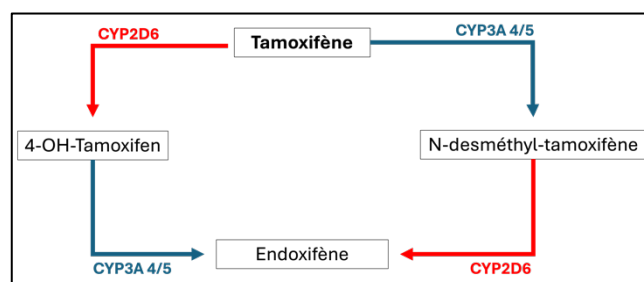 CYP2D6
Tamoxifène
CYP3A 4/5
4-OH-Tamoxifen
N-desméthyl-tamoxifène
Endoxifène
CYP3A 4/5
CYP2D6